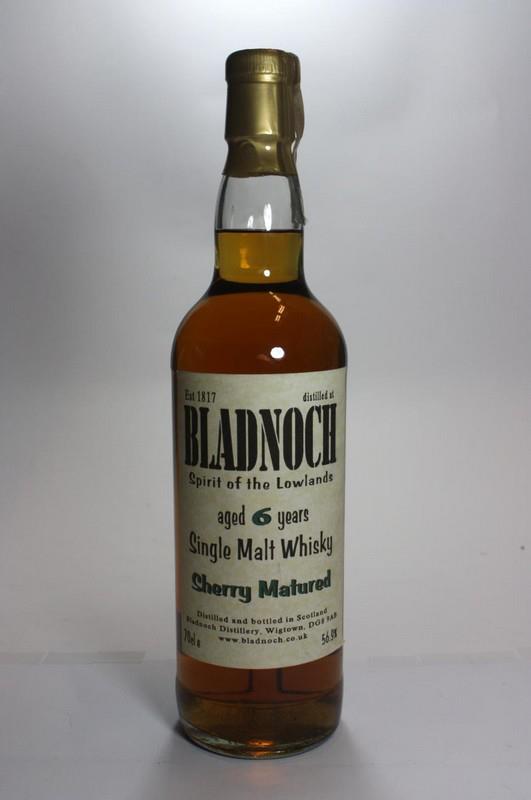 Est 1817 distilled at
BLADNOCH
Spirit of the Lowlands
aged 6 years
Single Malt Whisky
Sherry Matured
Distilled and bottled in Scotland
Bladnoch Distillery, Wigtown, DG8 9AB
www.bladnoch.co.uk
70cl e 56.9%